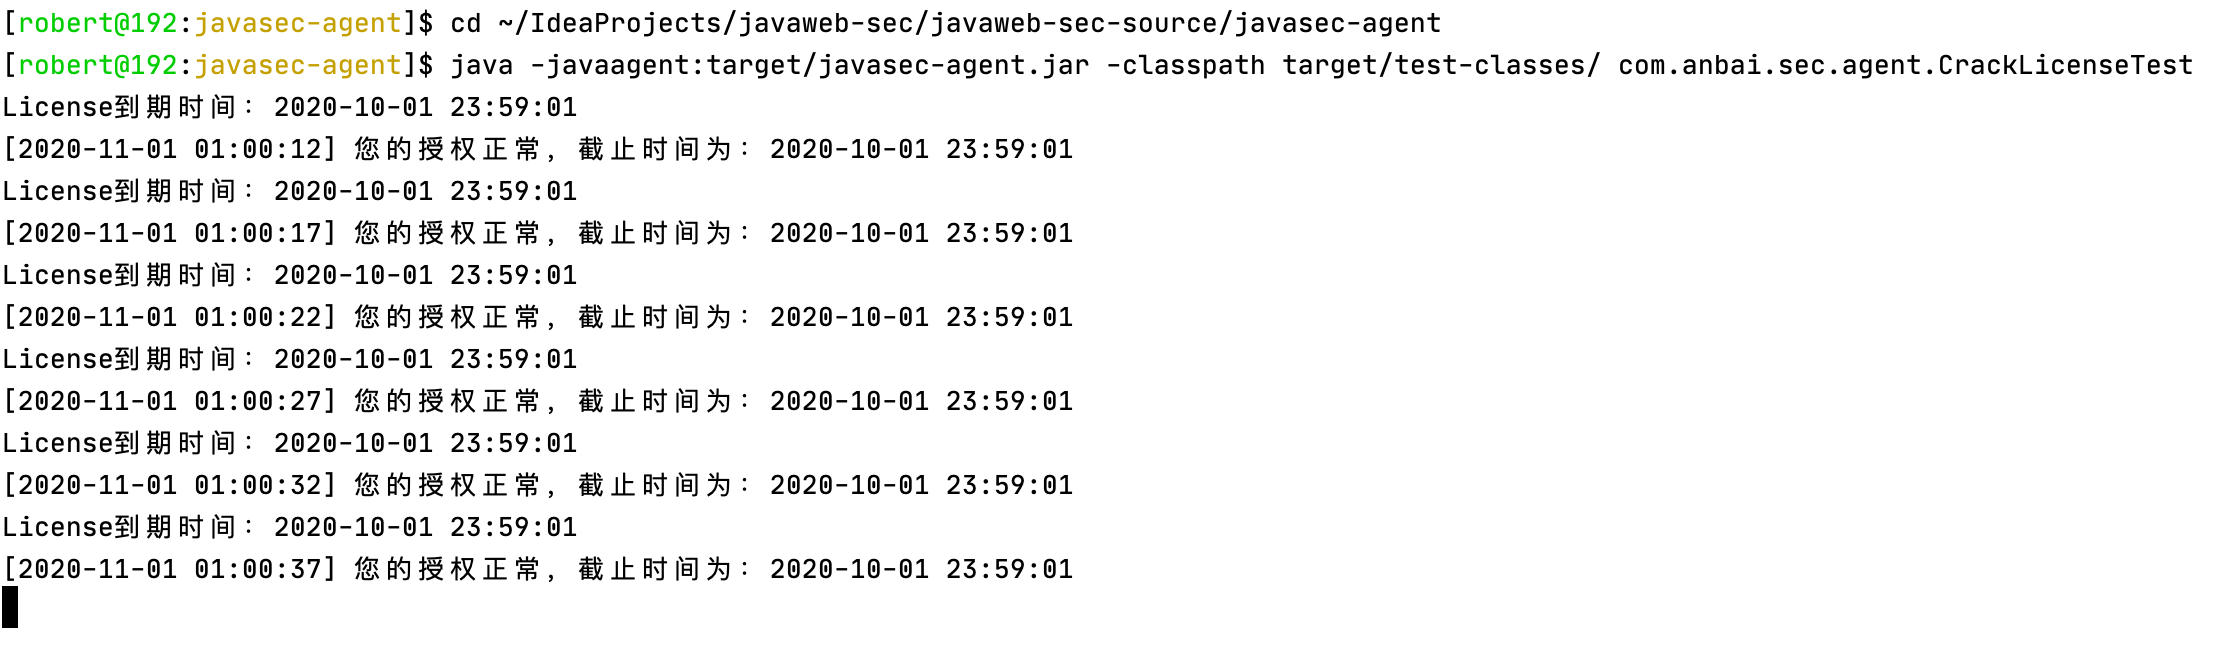 [robert@192:javasec-agent]$ cd ~/IdeaProjects/javaweb-sec/javaweb-sec-source/javasec-agent
[robert@192:javasec-agent]$ java -javaagent:target/javasec-agent.jar -classpath target/test-classes/ com.anbai.sec.agent.CrackLicenseTest
License到期时间：2020-10-01 23:59:01
[2020-11-01 01:00:12] 您的授权正常，截止时间为：2020-10-01 23:59:01
License到期时间：2020-10-01 23:59:01
[2020-11-01 01:00:17] 您的授权正常，截止时间为：2020-10-01 23:59:01
License到期时间：2020-10-01 23:59:01
[2020-11-01 01:00:22] 您的授权正常，截止时间为：2020-10-01 23:59:01
License到期时间：2020-10-01 23:59:01
[2020-11-01 01:00:27] 您的授权正常，截止时间为：2020-10-01 23:59:01
License到期时间：2020-10-01 23:59:01
[2020-11-01 01:00:32] 您的授权正常，截止时间为：2020-10-01 23:59:01
License到期时间：2020-10-01 23:59:01
[2020-11-01 01:00:37] 您的授权正常，截止时间为：2020-10-01 23:59:01